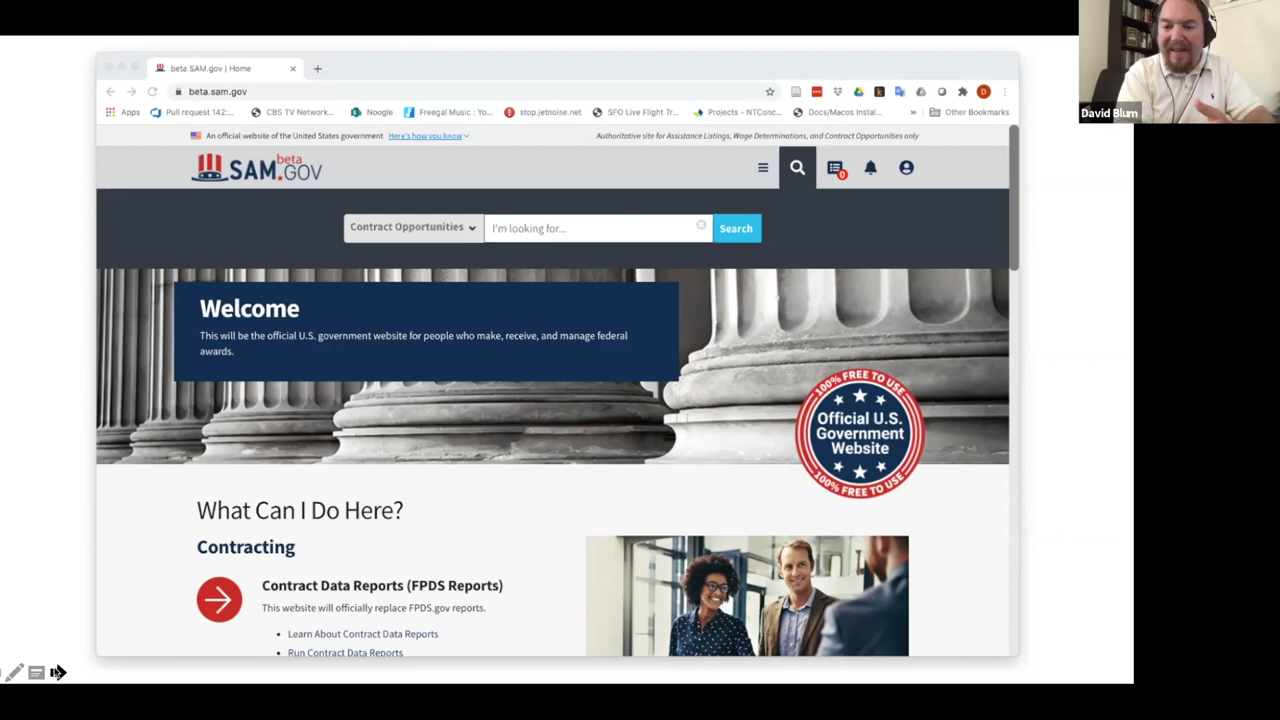 beta SAM.gov | Home
beta.sam.gov
Apps
Pull request 142:...
CBS TV Network...
Noogle
Freegal Music : Yo...
stop.jetnoise.net
SFO Live Flight Tr...
Projects - NTConc...
Docs/Macos Instal...
»
Other Bookmarks
D
An official website of the United States government
Here's how you know
Authoritative site for Assistance Listings, Wage Determinations, and Contract Opportunities only
beta
SAM.GOV
0
Contract Opportunities
I'm looking for...
Search
Welcome
This will be the official U.S. government website for people who make, receive, and manage federal
awards.
100% FREE TO USE
Official U.S.
Government
Website
100% FREE TO USE
What Can I Do Here?
Contracting
Contract Data Reports (FPDS Reports)
This website will officially replace FPDS.gov reports.
• Learn About Contract Data Reports
• Run Contract Data Reports
David Blum